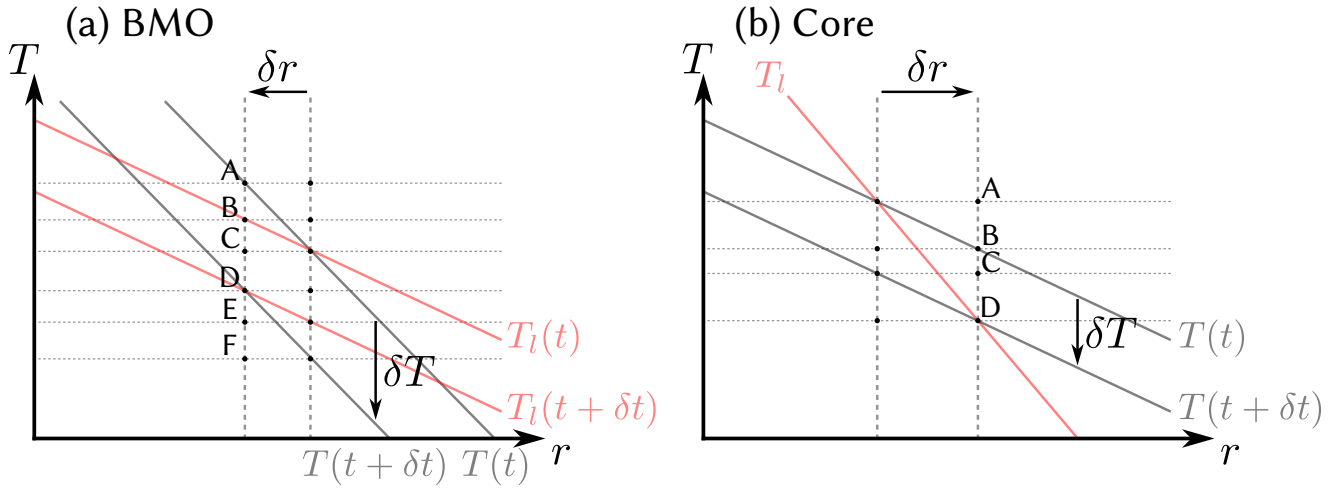 (a) BMO
T
δr
A
B
C
D
E
F
T_l(t)
δT
T_l(t + δt)
r
T(t + δt) T(t)
(b) Core
T
T_l
δr
A
B
C
D
δT
T(t)
T(t + δt)
r